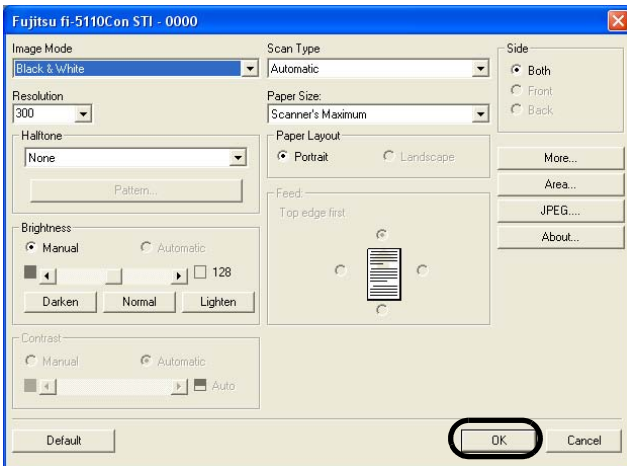 Fujitsu fi-5110Con STI - 0000
Image Mode
Black & White
Resolution
300
Halftone
None
Pattern...
Brightness
Manual
Automatic
128
Darken
Normal
Lighten
Contrast
Manual
Automatic
Auto
Default
Scan Type
Automatic
Paper Size:
Scanner's Maximum
Paper Layout
Portrait
Landscape
Feed:
Top edge first
Side
Both
Front
Back
More...
Area...
JPEG....
About...
OK
Cancel